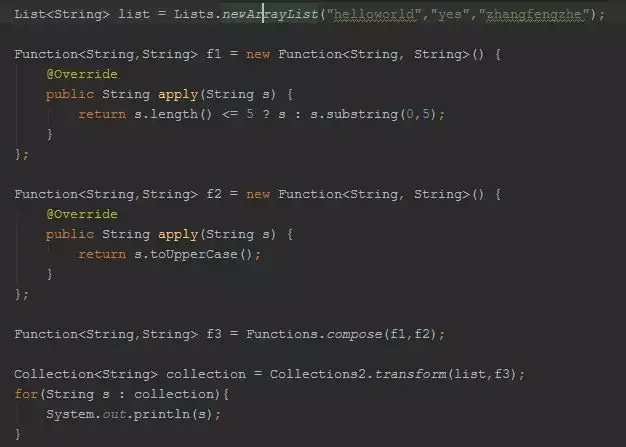 List<String> list = Lists.newArrayList("helloworld","yes","zhangfengzhe");
Function<String,String> f1 = new Function<String, String>() {
@Override
public String apply(String s) {
return s.length() <= 5 ? s : s.substring(0,5);
}
};
Function<String,String> f2 = new Function<String, String>() {
@Override
public String apply(String s) {
return s.toUpperCase();
}
};
Function<String,String> f3 = Functions.compose(f1,f2);
Collection<String> collection = Collections2.transform(list,f3);
for(String s : collection){
System.out.println(s);
}